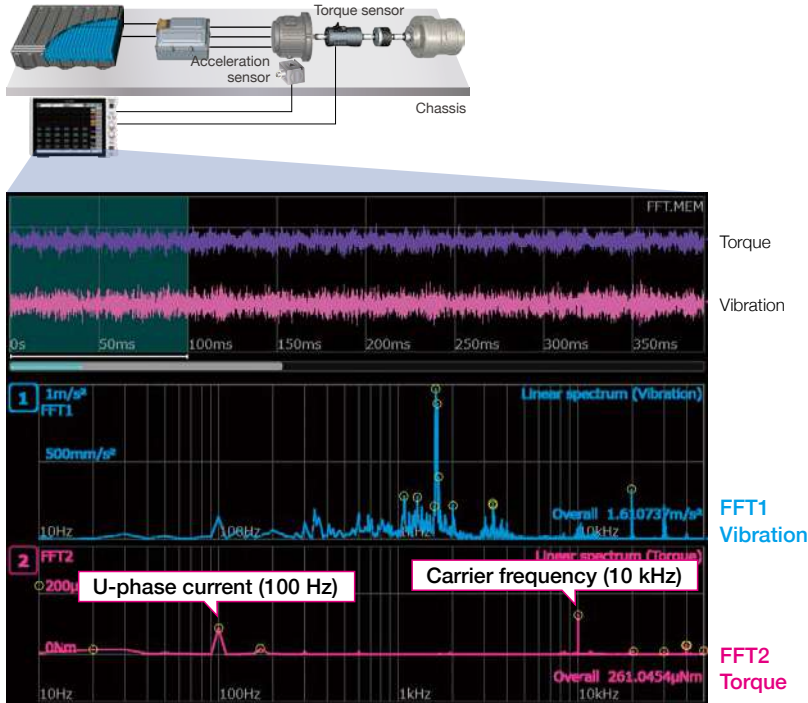 Torque sensor
Acceleration
sensor
Chassis
FFT.MEM
Torque
Vibration
0s 50ms 100ms 150ms 200ms 250ms 300ms 350ms
1 1m/s² Linear spectrum (Vibration)
FFT1
500mm/s²
Overall 1.610737m/s²
10Hz 100Hz 1kHz 10kHz
FFT1
Vibration
2 FFT2 Linear spectrum (Torque)
U-phase current (100 Hz)
Carrier frequency (10 kHz)
200µ
0Nm
Overall 261.0454µNm
10Hz 100Hz 1kHz 10kHz
FFT2
Torque